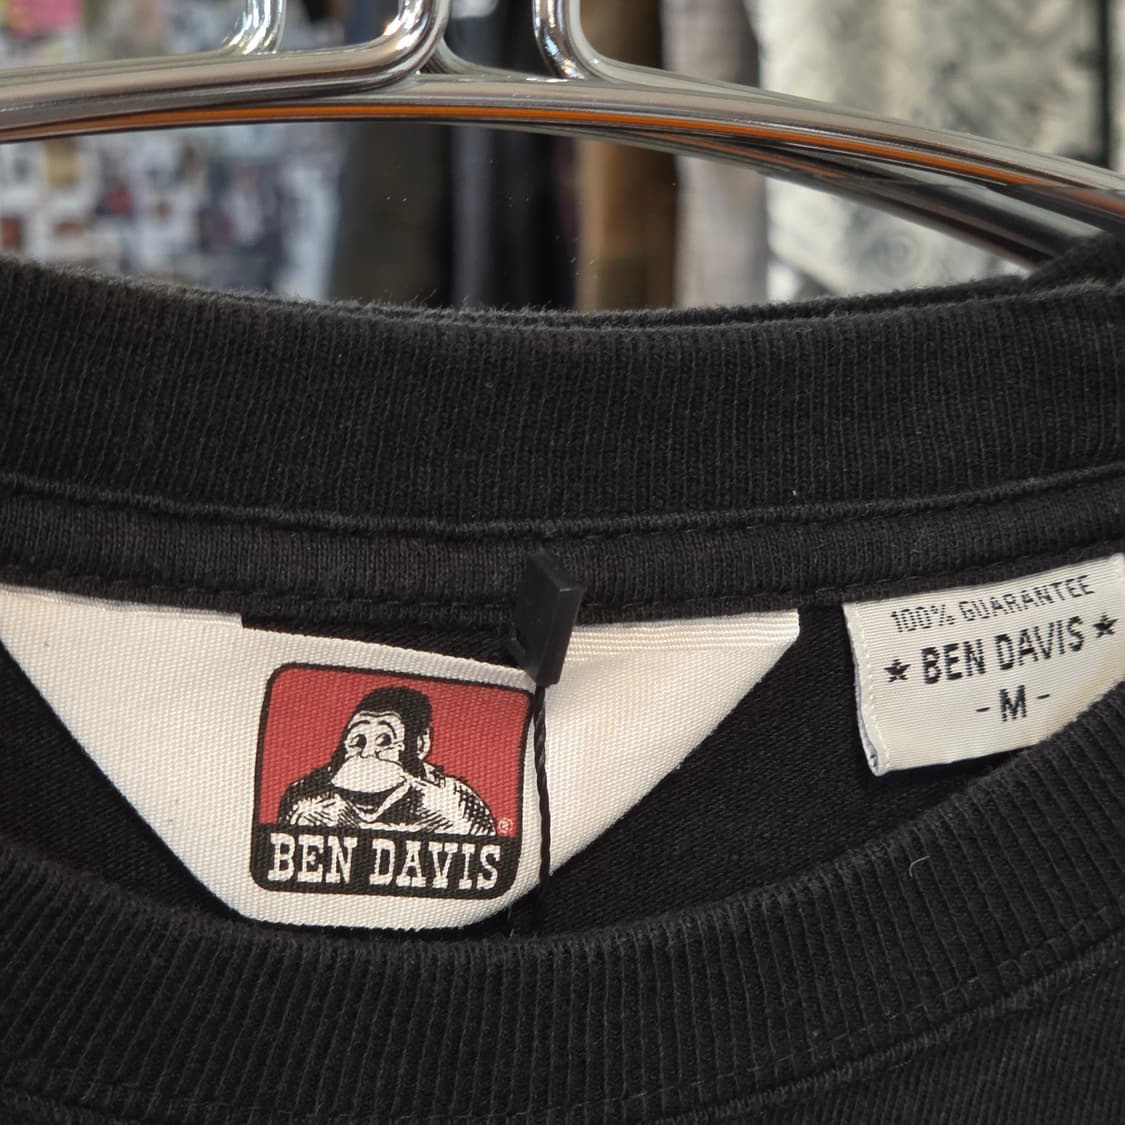 BEN DAVIS
®
100% GUARANTEE
★ BEN DAVIS ★
- M -